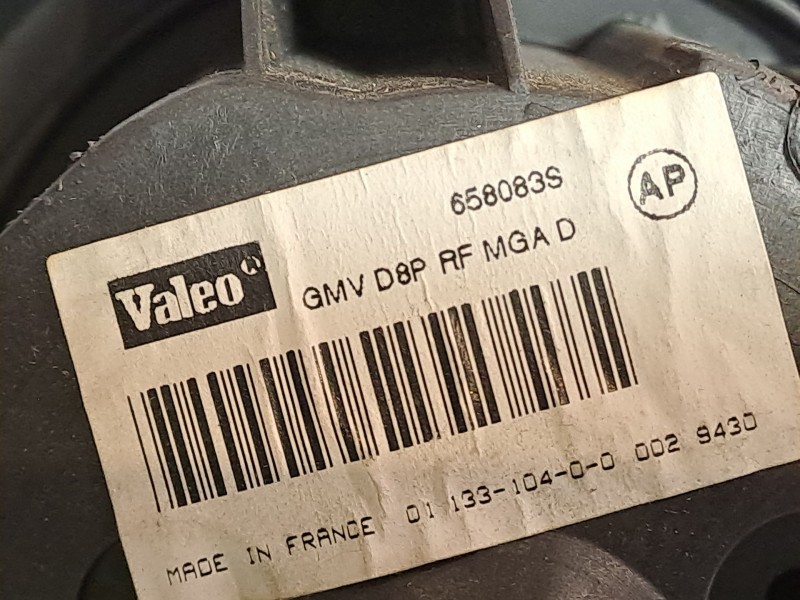 658083S
AP
Valeo
GMV D8P RF MGA D
MADE IN FRANCE 01 133-104-0-0 002 9430